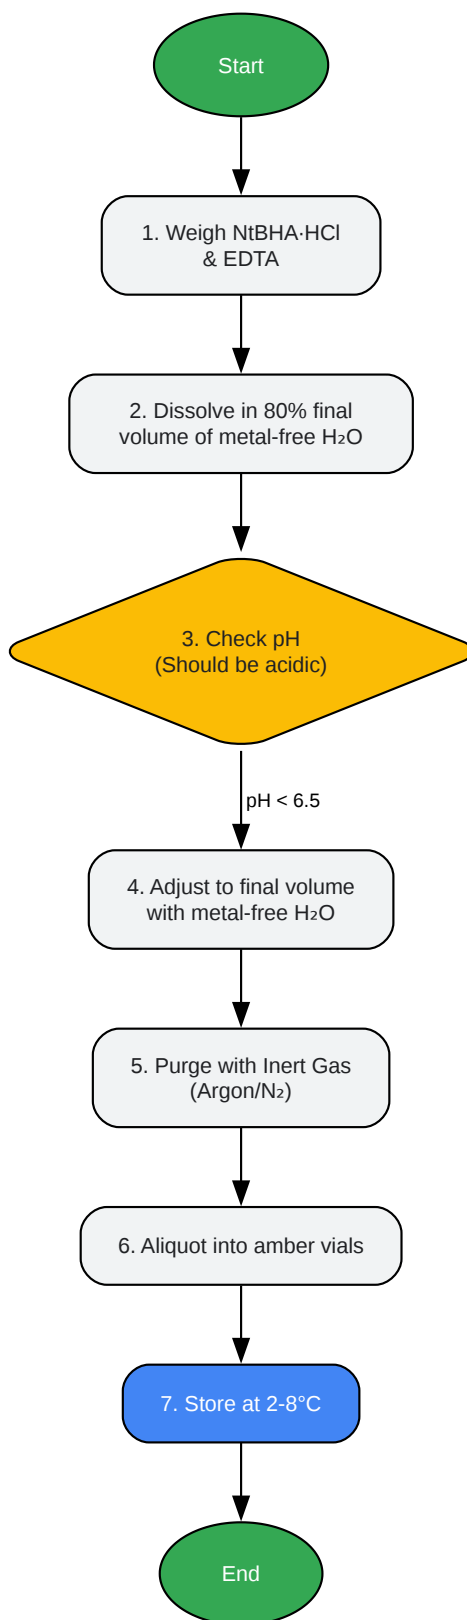 Start
1. Weigh NtBHA·HCl
& EDTA
2. Dissolve in 80% final
volume of metal-free H₂O
3. Check pH
(Should be acidic)
pH < 6.5
4. Adjust to final volume
with metal-free H₂O
5. Purge with Inert Gas
(Argon/N₂)
6. Aliquot into amber vials
7. Store at 2-8°C
End